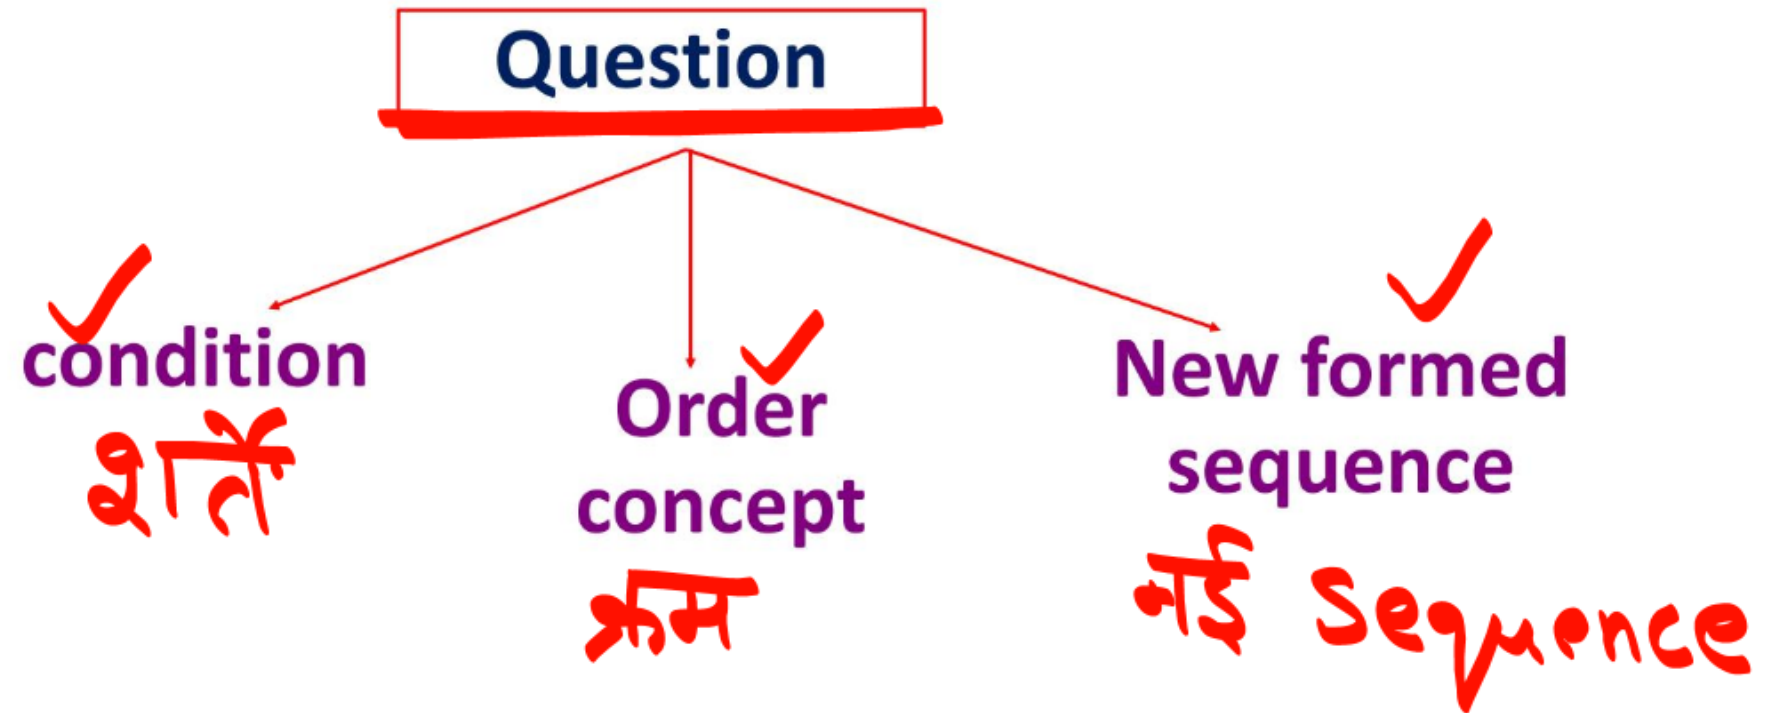 Question
condition
शर्तें
Order
concept
क्रम
New formed
sequence
नई Sequence